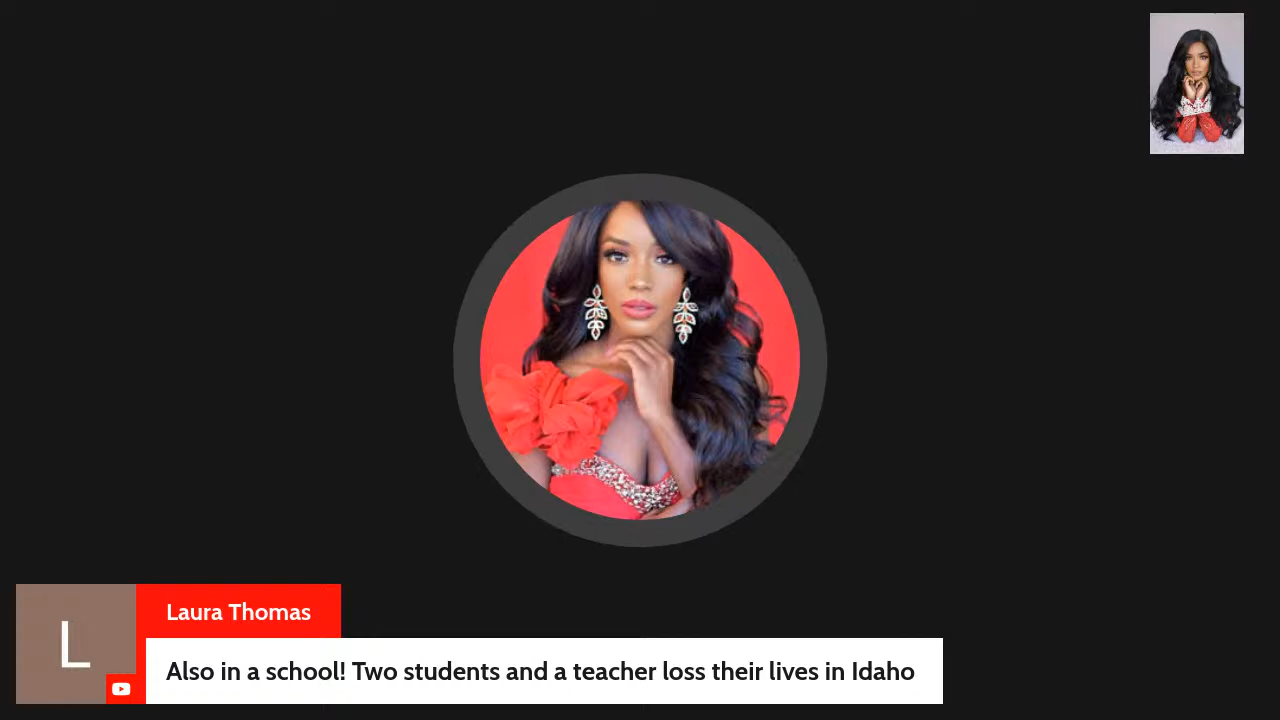 L
Laura Thomas
Also in a school! Two students and a teacher loss their lives in Idaho